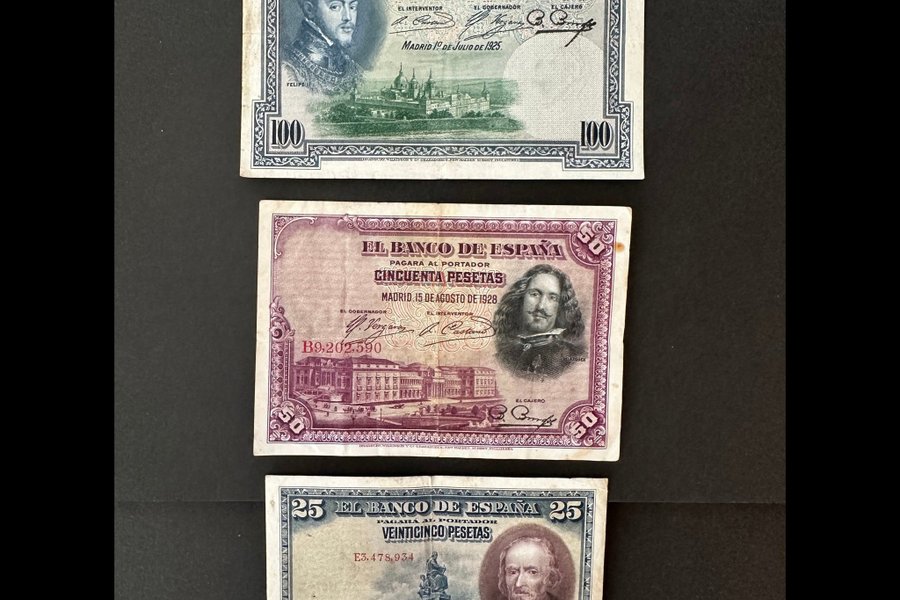 EL INTERVENTOR EL GOBERNADOR EL CAJERO
MADRID 1º DE JULIO DE 1925
FELIPE II
100 100
50
EL BANCO DE ESPAÑA
PAGARÁ AL PORTADOR
CINCUENTA PESETAS
MADRID 15 DE AGOSTO DE 1928
EL GOBERNADOR EL INTERVENTOR
B9,202,590
EL CAJERO
50 50
25 EL BANCO DE ESPAÑA 25
PAGARÁ AL PORTADOR
VEINTICINCO PESETAS
E3,478,934